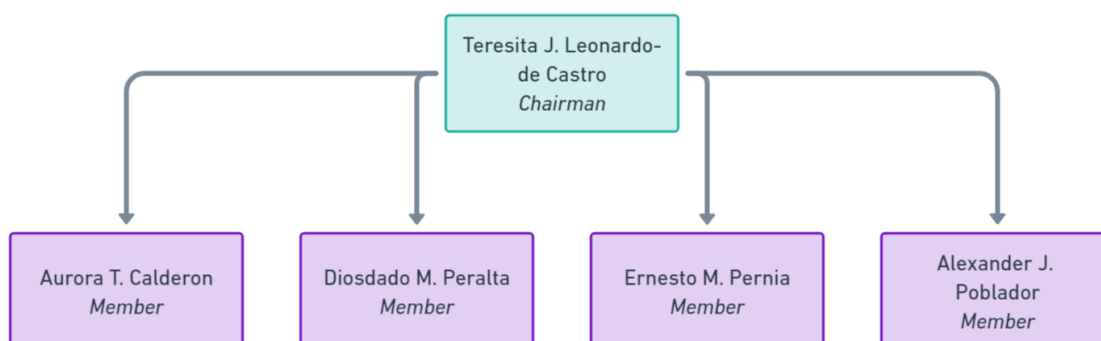 Teresita J. Leonardo-
de Castro
Chairman
Aurora T. Calderon
Member
Diosdado M. Peralta
Member
Ernesto M. Pernia
Member
Alexander J.
Poblador
Member